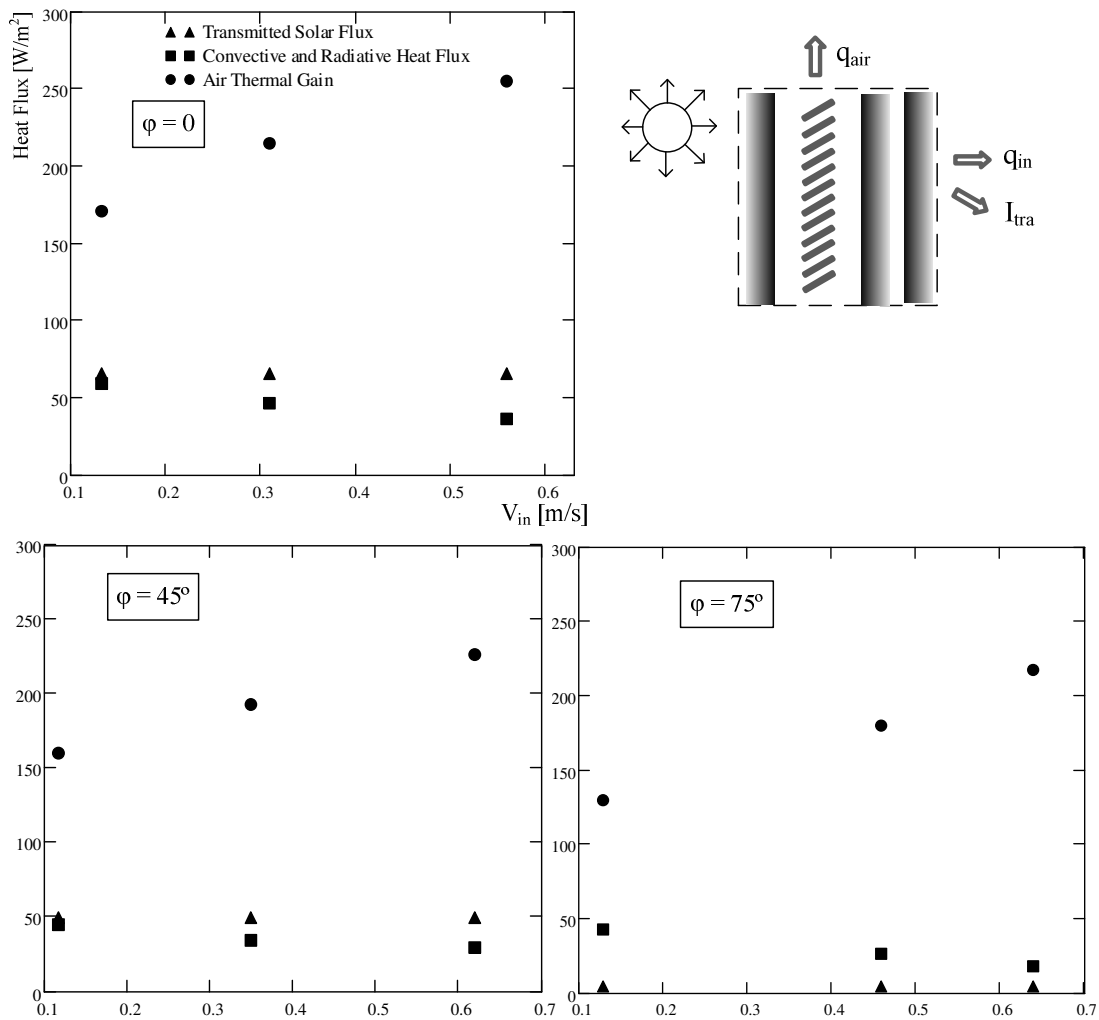 Heat Flux [W/m²]
300
250
200
150
100
50
0
▲ ▲ Transmitted Solar Flux
■ ■ Convective and Radiative Heat Flux
● ● Air Thermal Gain
φ = 0
0.1 0.2 0.3 0.4 0.5 0.6
V_in [m/s]
q_air
q_in
I_tra
300
250
200
150
100
50
0
φ = 45º
0.1 0.2 0.3 0.4 0.5 0.6 0.7
300
250
200
150
100
50
0
φ = 75º
0.1 0.2 0.3 0.4 0.5 0.6 0.7